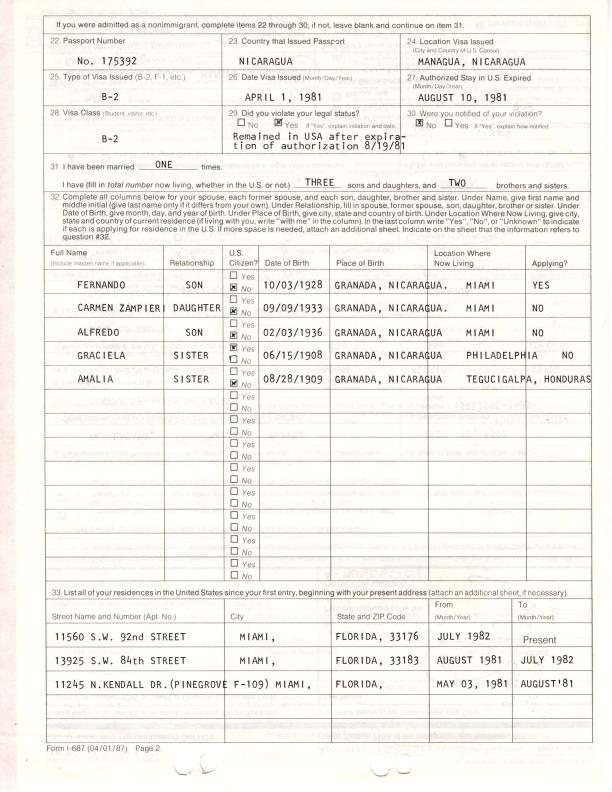 If you were admitted as a nonimmigrant, complete items 22 through 30; if not, leave blank and continue on item 31.
22. Passport Number
No. 175392
23. Country that Issued Passport
NICARAGUA
24. Location Visa Issued
(City and Country of U.S. Consul)
MANAGUA, NICARAGUA
25. Type of Visa Issued (B-2, F-1, etc.)
B-2
26. Date Visa Issued (Month/Day/Year)
APRIL 1, 1981
27. Authorized Stay in U.S. Expired
(Month/Day/Year)
AUGUST 10, 1981
28. Visa Class (Student, visitor, etc.)
B-2
29. Did you violate your legal status?
No Yes If "Yes", explain violation and date.
Remained in USA after expira-
tion of authorization 8/19/81
30. Were you notified of your violation?
No Yes If "Yes", explain how notified.
31. I have been married ONE times.
I have (fill in total number now living, whether in the U.S. or not.) THREE sons and daughters, and TWO brothers and sisters.
32. Complete all columns below for your spouse, each former spouse, and each son, daughter, brother and sister. Under Name, give first name and
middle initial (give last name only if it differs from your own). Under Relationship, fill in spouse, former spouse, son, daughter, brother or sister. Under
Date of Birth, give month, day, and year of birth. Under Place of Birth, give city, state and country of birth. Under Location Where Now Living, give city,
state and country of current residence (if living with you, write "with me" in the column). In the last column write "Yes", "No", or "Unknown" to indicate
if each is applying for residence in the U.S. If more space is needed, attach an additional sheet. Indicate on the sheet that the information refers to
question #32.
Full Name
(Include maiden name if applicable)
Relationship
U.S.
Citizen?
Date of Birth
Place of Birth
Location Where
Now Living
Applying?
Yes
FERNANDO SON No 10/03/1928 GRANADA, NICARAGUA. MIAMI YES
Yes
CARMEN ZAMPIERI DAUGHTER No 09/09/1933 GRANADA, NICARAGUA. MIAMI NO
Yes
ALFREDO SON No 02/03/1936 GRANADA, NICARAGUA MIAMI NO
Yes
GRACIELA SISTER No 06/15/1908 GRANADA, NICARAGUA PHILADELPHIA NO
Yes
AMALIA SISTER No 08/28/1909 GRANADA, NICARAGUA TEGUCIGALPA, HONDURAS
Yes
No
Yes
No
Yes
No
Yes
No
Yes
No
Yes
No
Yes
No
Yes
No
33. List all of your residences in the United States since your first entry, beginning with your present address (attach an additional sheet, if necessary).
Street Name and Number (Apt. No.)
City
State and ZIP Code
From
(Month/Year)
To
(Month/Year)
11560 S.W. 92nd STREET MIAMI, FLORIDA, 33176 JULY 1982 Present
13925 S.W. 84th STREET MIAMI, FLORIDA, 33183 AUGUST 1981 JULY 1982
11245 N.KENDALL DR.(PINEGROVE F-109) MIAMI, FLORIDA, MAY 03, 1981 AUGUST'81
Form I-687 (04/01/87) Page 2